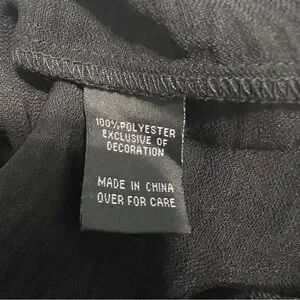 100%POLYESTER
EXCLUSIVE OF
DECORATION
MADE IN CHINA
OVER FOR CARE